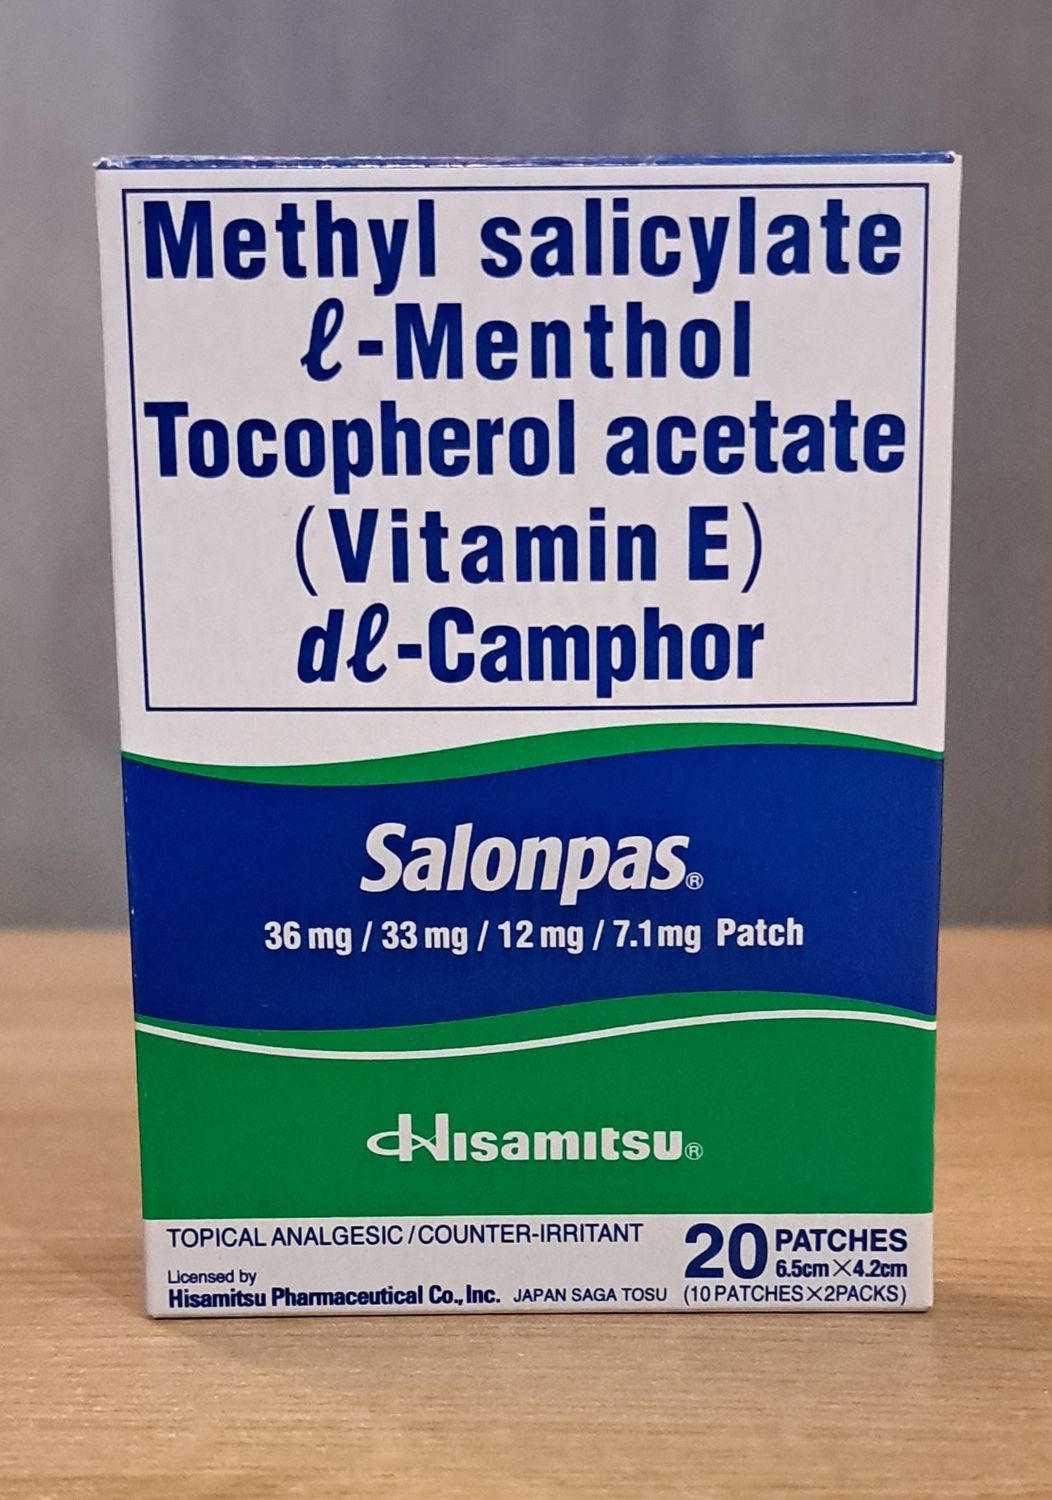 Methyl salicylate
ℓ-Menthol
Tocopherol acetate
(Vitamin E)
dℓ-Camphor
Salonpas®
36 mg / 33 mg / 12 mg / 7.1 mg Patch
Hisamitsu®
TOPICAL ANALGESIC / COUNTER-IRRITANT
Licensed by
Hisamitsu Pharmaceutical Co., Inc. JAPAN SAGA TOSU
20 PATCHES
6.5cm×4.2cm
(10 PATCHES×2PACKS)